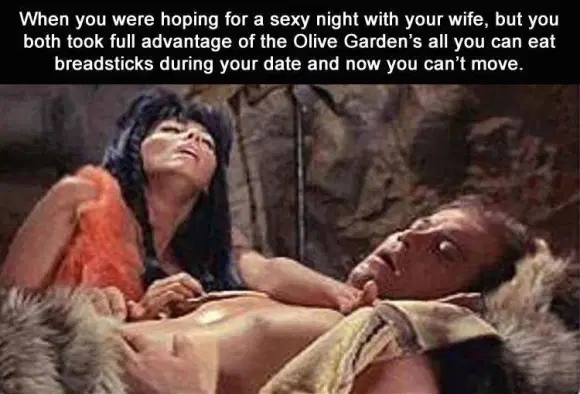 When you were hoping for a sexy night with your wife, but you
both took full advantage of the Olive Garden's all you can eat
breadsticks during your date and now you can't move.